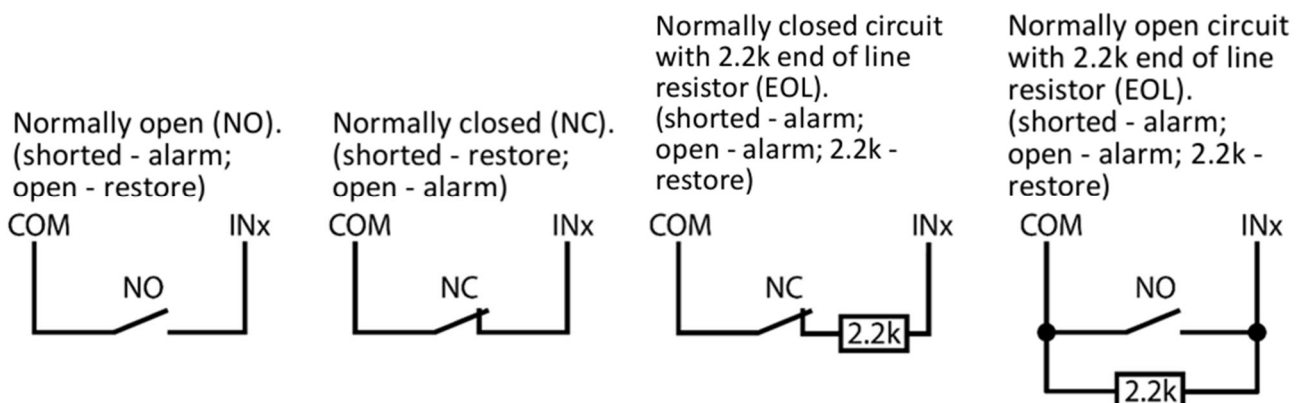 Normally open (NO).
(shorted - alarm;
open - restore)
COM INx
NO
Normally closed (NC).
(shorted - restore;
open - alarm)
COM INx
NC
Normally closed circuit
with 2.2k end of line
resistor (EOL).
(shorted - alarm;
open - alarm; 2.2k -
restore)
COM INx
NC
2.2k
Normally open circuit
with 2.2k end of line
resistor (EOL).
(shorted - alarm;
open - alarm; 2.2k -
restore)
COM INx
NO
2.2k